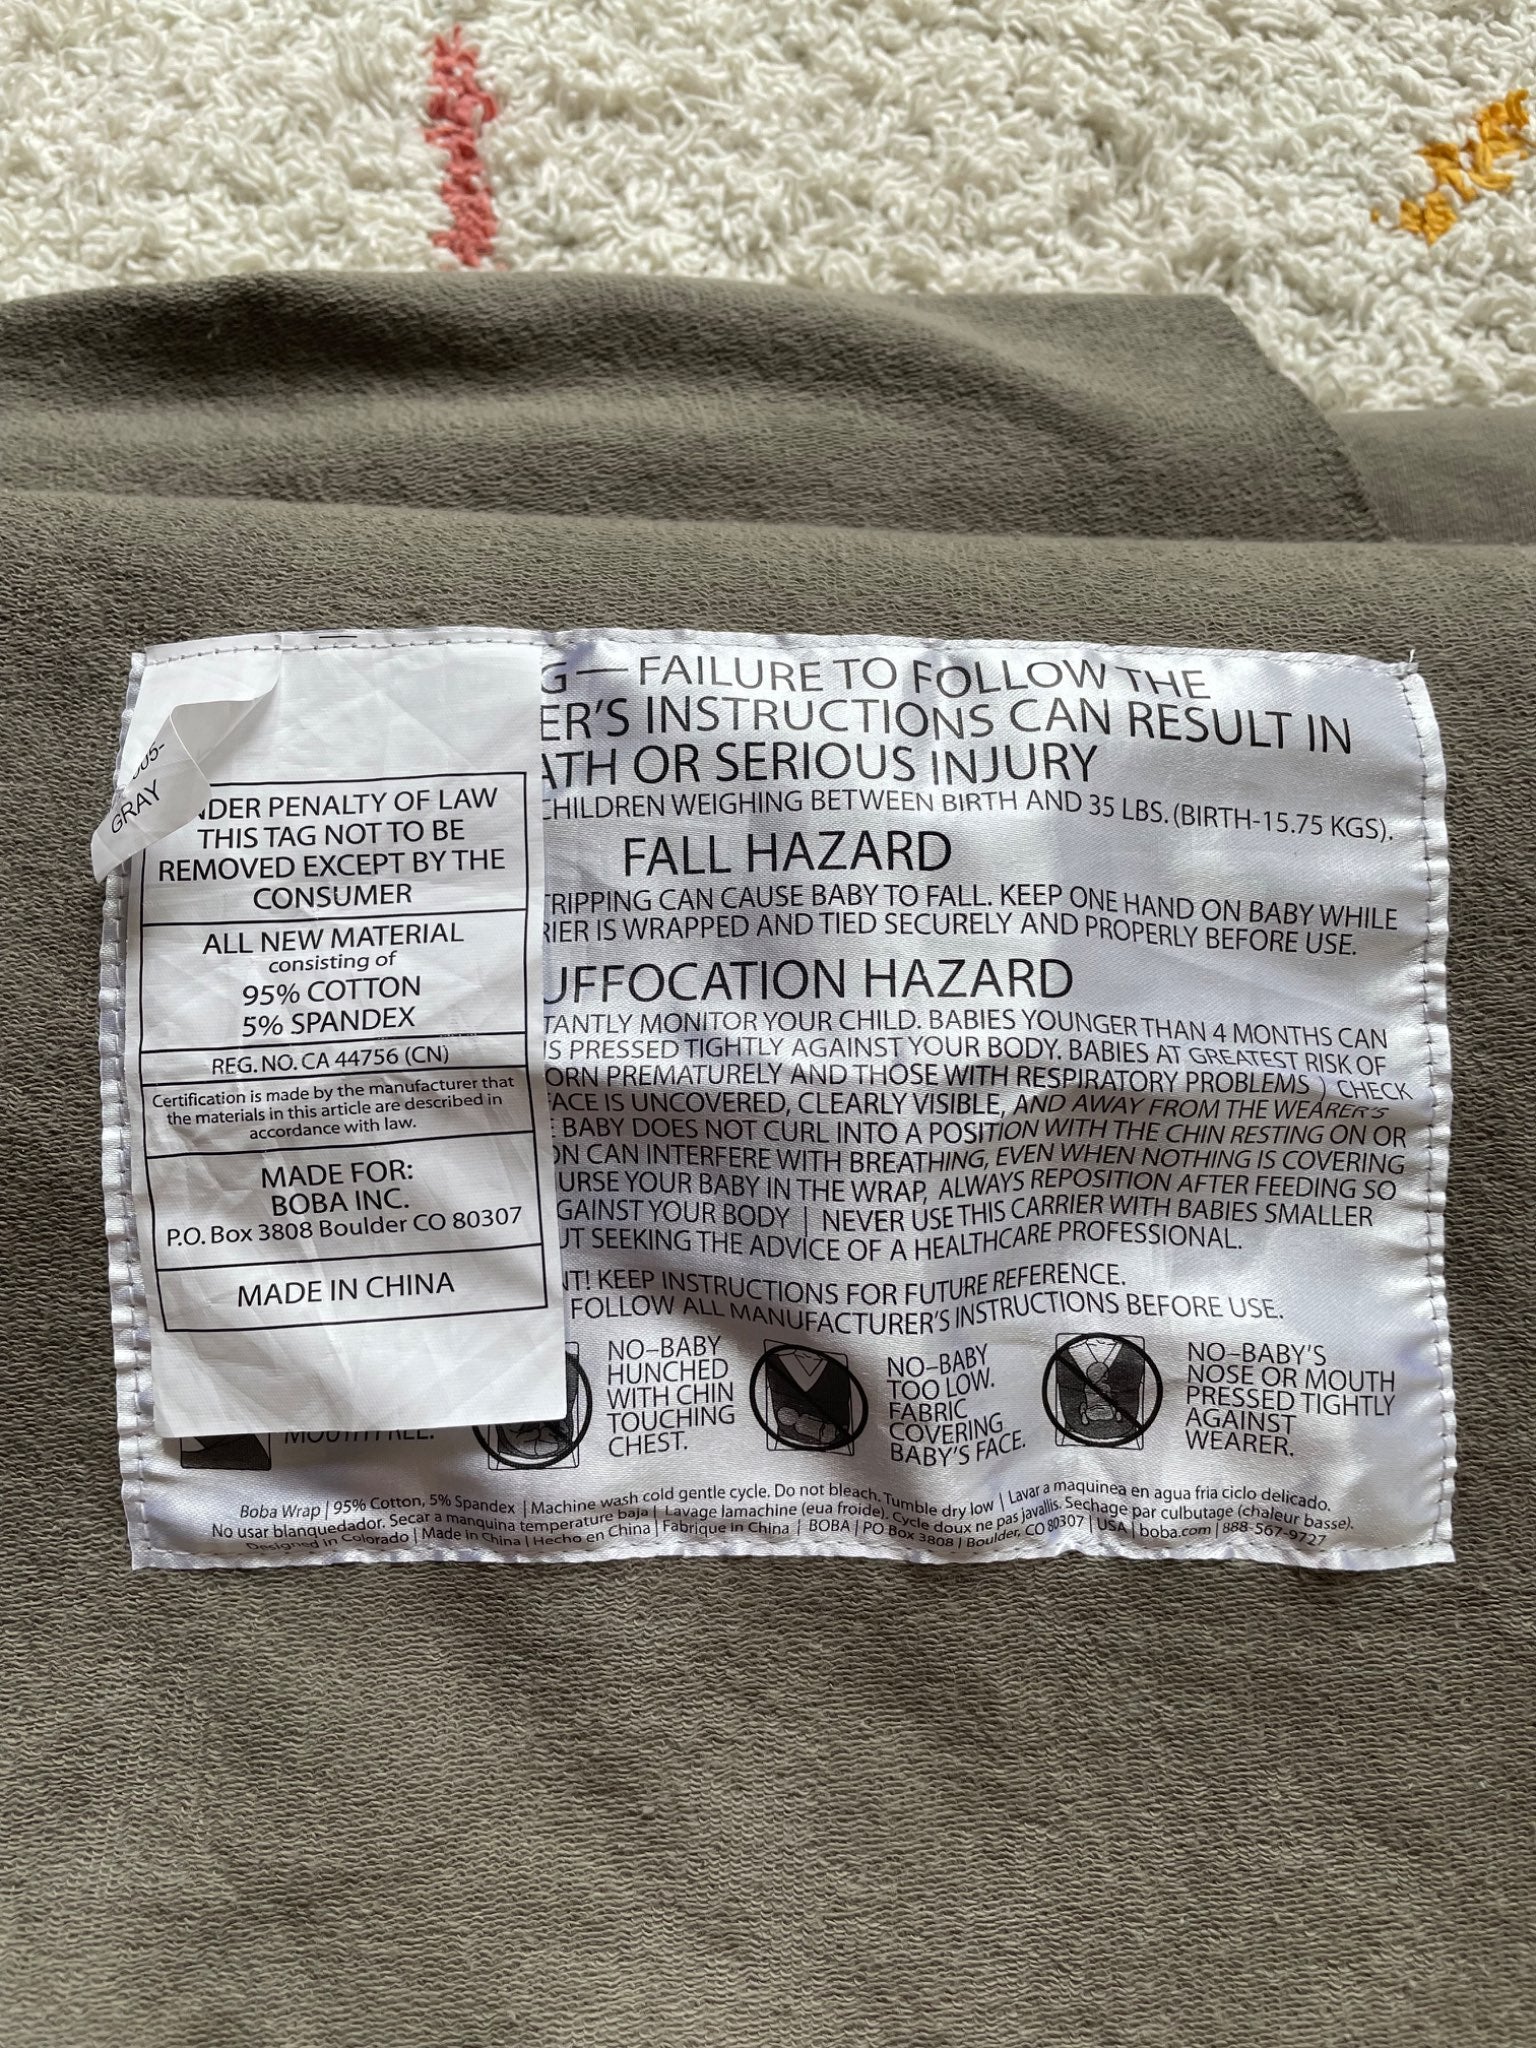 GRAY
PENALTY OF LAW
THIS TAG NOT TO BE
REMOVED EXCEPT BY THE
CONSUMER
ALL NEW MATERIAL
consisting of
95% COTTON
5% SPANDEX
REG. NO. CA 44756 (CN)
Certification is made by the manufacturer that
the materials in this article are described in
accordance with law.
MADE FOR:
BOBA INC.
P.O. Box 3808 Boulder CO 80307
MADE IN CHINA
— FAILURE TO FOLLOW THE
INSTRUCTIONS CAN RESULT IN
OR SERIOUS INJURY
CHILDREN WEIGHING BETWEEN BIRTH AND 35 LBS. (BIRTH-15.75 KGS).
FALL HAZARD
TRIPPING CAN CAUSE BABY TO FALL. KEEP ONE HAND ON BABY WHILE
IS WRAPPED AND TIED SECURELY AND PROPERLY BEFORE USE.
UFFOCATION HAZARD
TANTLY MONITOR YOUR CHILD. BABIES YOUNGER THAN 4 MONTHS CAN
IS PRESSED TIGHTLY AGAINST YOUR BODY. BABIES AT GREATEST RISK OF
ORN PREMATURELY AND THOSE WITH RESPIRATORY PROBLEMS ) CHECK
FACE IS UNCOVERED, CLEARLY VISIBLE, AND AWAY FROM THE WEARER'S
BABY DOES NOT CURL INTO A POSITION WITH THE CHIN RESTING ON OR
ON CAN INTERFERE WITH BREATHING, EVEN WHEN NOTHING IS COVERING
URSE YOUR BABY IN THE WRAP, ALWAYS REPOSITION AFTER FEEDING SO
GAINST YOUR BODY | NEVER USE THIS CARRIER WITH BABIES SMALLER
UT SEEKING THE ADVICE OF A HEALTHCARE PROFESSIONAL.
NT! KEEP INSTRUCTIONS FOR FUTURE REFERENCE.
FOLLOW ALL MANUFACTURER'S INSTRUCTIONS BEFORE USE.
NO–BABY
HUNCHED
WITH CHIN
TOUCHING
CHEST.
NO–BABY
TOO LOW.
FABRIC
COVERING
BABY'S FACE.
NO–BABY'S
NOSE OR MOUTH
PRESSED TIGHTLY
AGAINST
WEARER.
Boba Wrap | 95% Cotton, 5% Spandex | Machine wash cold gentle cycle. Do not bleach. Tumble dry low | Lavar a maquinea en agua fria ciclo delicado.
No usar blanquedador. Secar a manquina temperature baja | Lavage lamachine (eua froide). Cycle doux ne pas javallis. Sechage par culbutage (chaleur basse).
Designed in Colorado | Made in China | Hecho en China | Fabrique in China | BOBA | PO Box 3808 | Boulder, CO 80307 | USA | boba.com | 888-567-9727